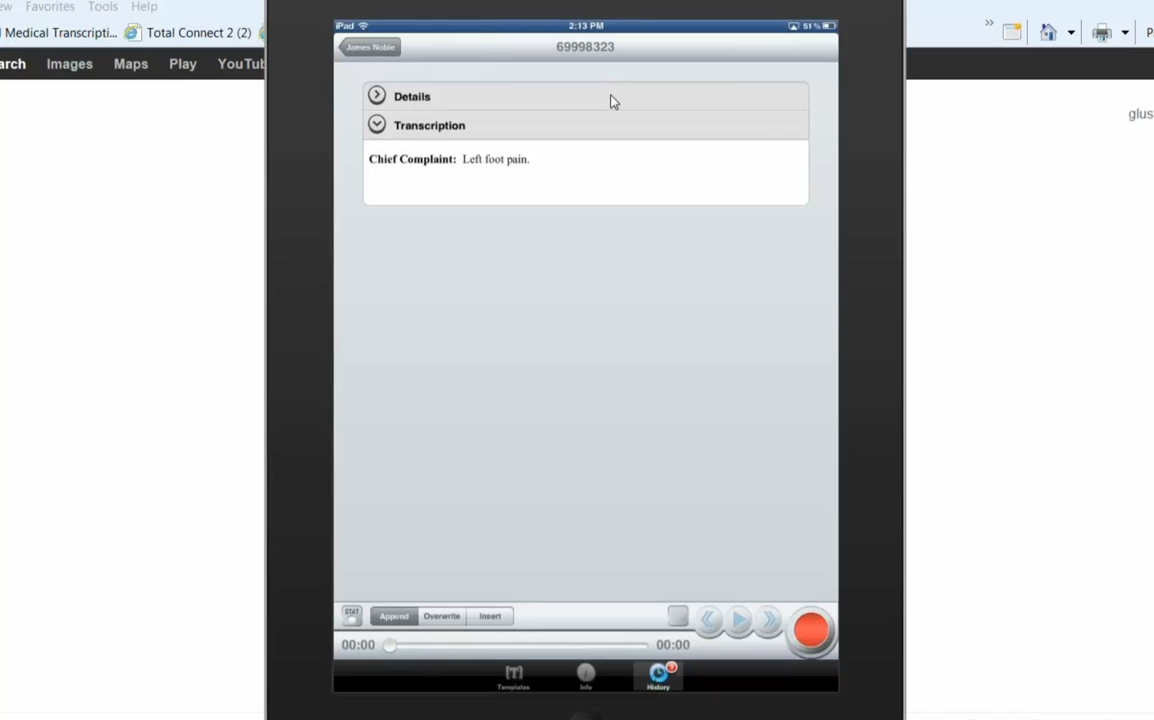 ew Favorites Tools Help
Medical Transcripti... Total Connect 2 (2)
arch Images Maps Play YouTub
glus
iPad 2:13 PM 51%
James Noble 69998323
Details
Transcription
Chief Complaint: Left foot pain.
STAT Append Overwrite Insert
00:00 00:00
[T] 3
Templates Info History